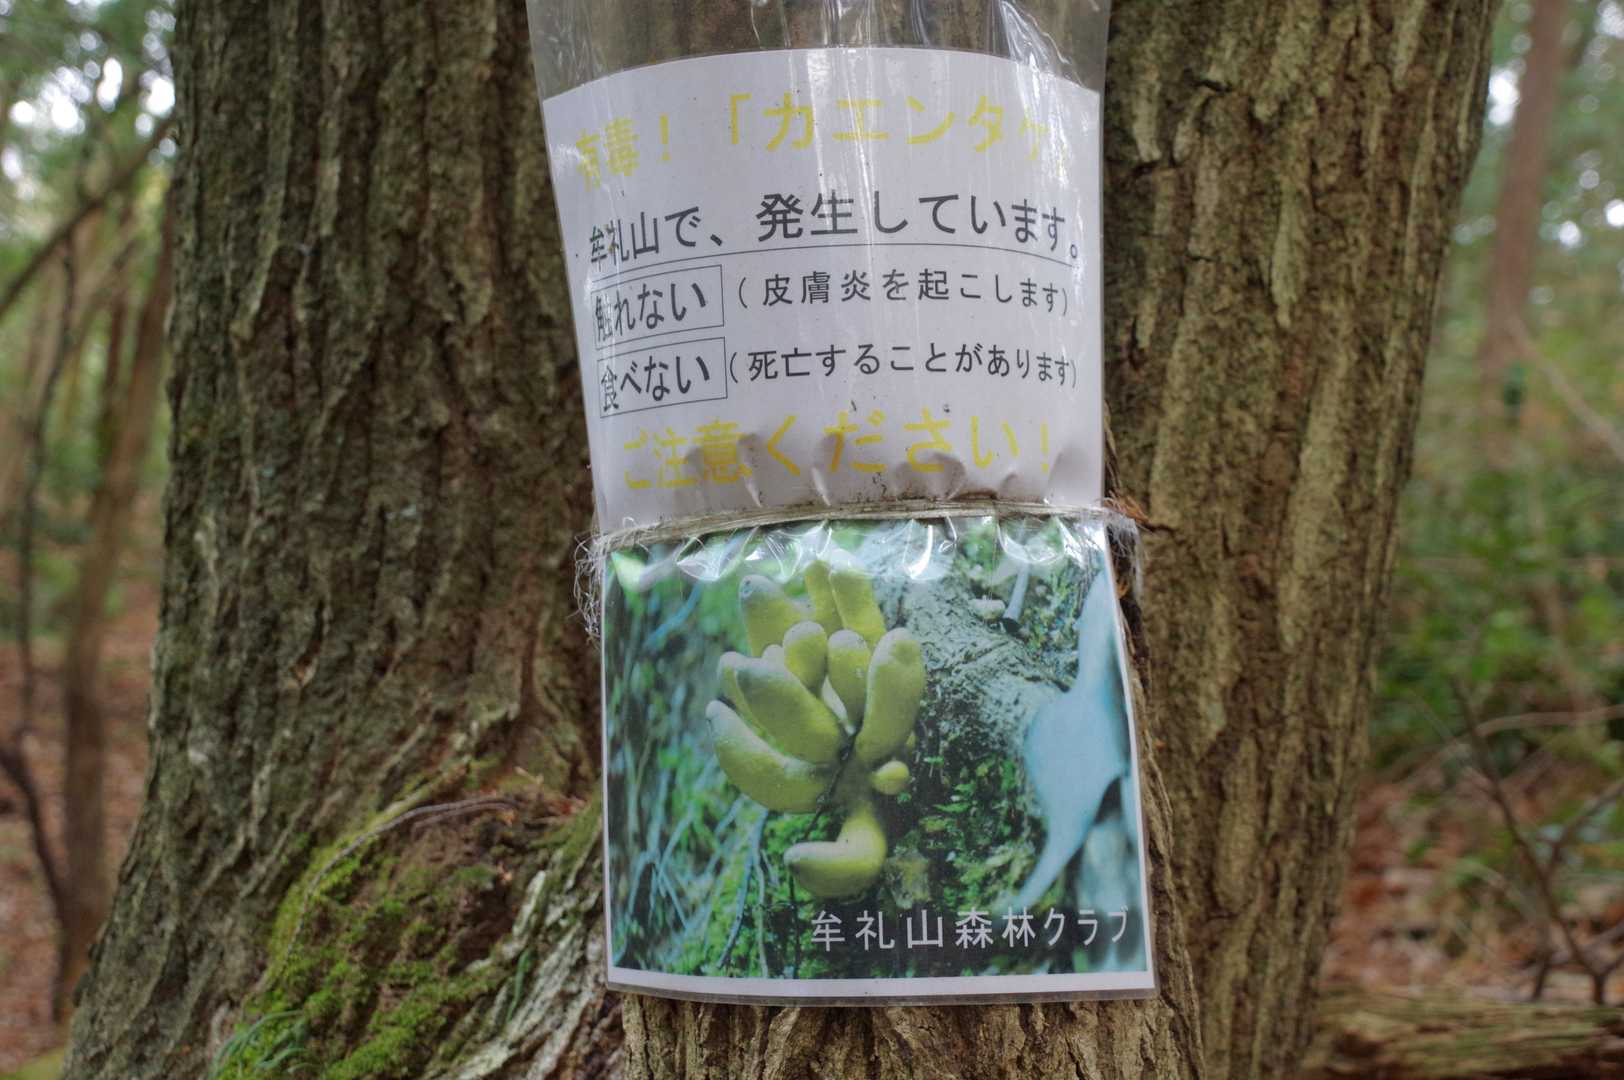 有毒！「カエンタケ」
牟礼山で、発生しています。
触れない（皮膚炎を起こします）
食べない（死亡することがあります）
ご注意ください！
牟礼山森林クラブ